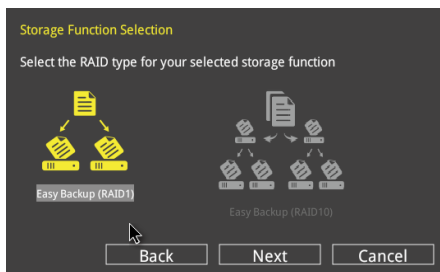 Storage Function Selection
Select the RAID type for your selected storage function
Easy Backup (RAID1)
Easy Backup (RAID10)
Back
Next
Cancel